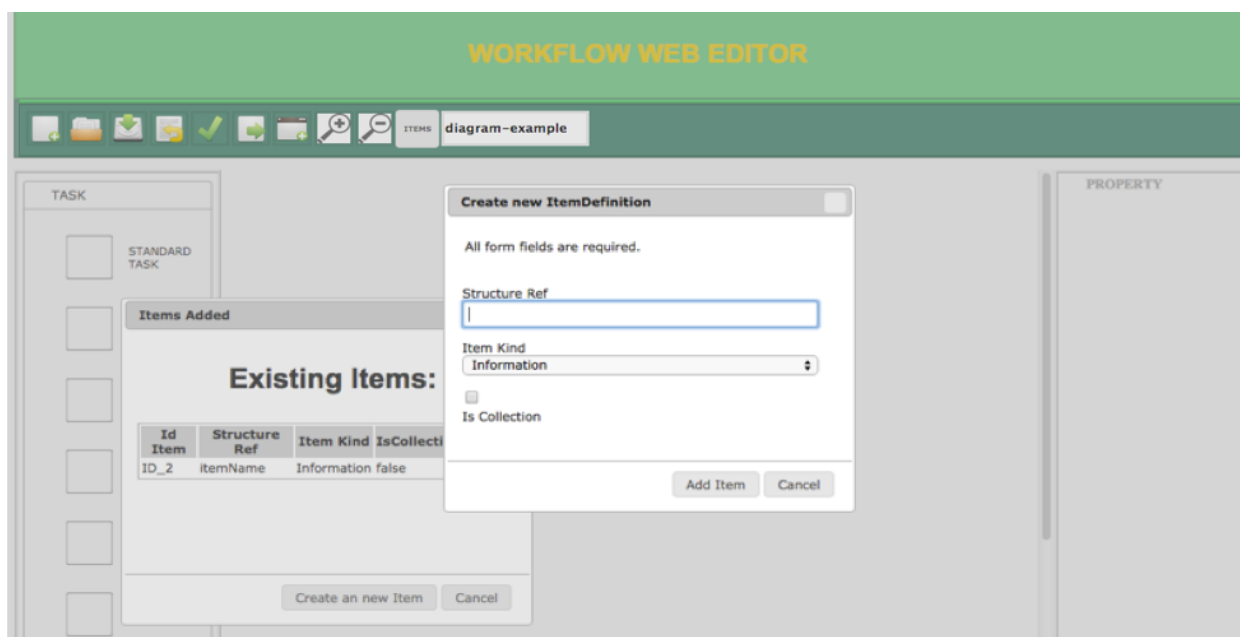 WORKFLOW WEB EDITOR
ITEMS
diagram-example
TASK
STANDARD
TASK
PROPERTY
Items Added
Existing Items:
Id Item
Structure Ref
Item Kind
IsCollecti
ID_2
itemName
Information
false
Create an new Item
Cancel
Create new ItemDefinition
All form fields are required.
Structure Ref
Item Kind
Information
Is Collection
Add Item
Cancel